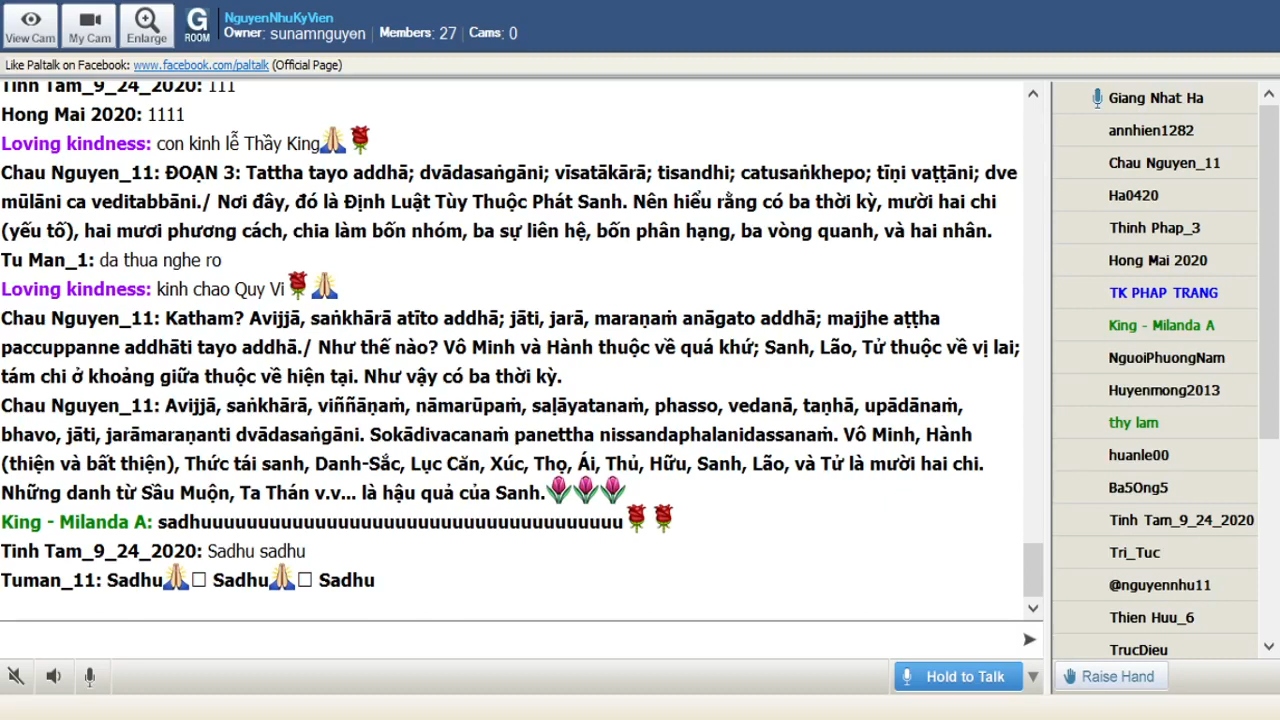 View Cam
My Cam
Enlarge
G
ROOM
NguyenNhuKyVien
Owner: sunamnguyen | Members: 27 | Cams: 0
Like Paltalk on Facebook: www.facebook.com/paltalk (Official Page)
Tinh Tam_9_24_2020: 111
Hong Mai 2020: 1111
Loving kindness: con kinh lễ Thầy King
Chau Nguyen_11: ĐOẠN 3: Tattha tayo addhā; dvādasaṅgāni; vīsatākārā; tisandhi; catusaṅkhepo; tīṇi vaṭṭāni; dve
mūlāni ca veditabbāni./ Nơi đây, đó là Định Luật Tùy Thuộc Phát Sanh. Nên hiểu rằng có ba thời kỳ, mười hai chi
(yếu tố), hai mươi phương cách, chia làm bốn nhóm, ba sự liên hệ, bốn phân hạng, ba vòng quanh, và hai nhân.
Tu Man_1: da thua nghe ro
Loving kindness: kinh chao Quy Vi
Chau Nguyen_11: Katham? Avijjā, saṅkhārā atīto addhā; jāti, jarā, maraṇaṁ anāgato addhā; majjhe aṭṭha
paccuppanne addhāti tayo addhā./ Như thế nào? Vô Minh và Hành thuộc về quá khứ; Sanh, Lão, Tử thuộc về vị lai;
tám chi ở khoảng giữa thuộc về hiện tại. Như vậy có ba thời kỳ.
Chau Nguyen_11: Avijjā, saṅkhārā, viññāṇaṁ, nāmarūpaṁ, saḷāyatanaṁ, phasso, vedanā, taṇhā, upādānaṁ,
bhavo, jāti, jarāmaraṇanti dvādasaṅgāni. Sokādivacanaṁ panettha nissandaphalanidassanaṁ. Vô Minh, Hành
(thiện và bất thiện), Thức tái sanh, Danh-Sắc, Lục Căn, Xúc, Thọ, Ái, Thủ, Hữu, Sanh, Lão, và Tử là mười hai chi.
Những danh từ Sầu Muộn, Ta Thán v.v... là hậu quả của Sanh.
King - Milanda A: sadhuuuuuuuuuuuuuuuuuuuuuuuuuuuuuuuuuuuuu
Tinh Tam_9_24_2020: Sadhu sadhu
Tuman_11: Sadhu Sadhu Sadhu
Hold to Talk
Giang Nhat Ha
annhien1282
Chau Nguyen_11
Ha0420
Thinh Phap_3
Hong Mai 2020
TK PHAP TRANG
King - Milanda A
NguoiPhuongNam
Huyenmong2013
thy lam
huanle00
Ba5Ong5
Tinh Tam_9_24_2020
Tri_Tuc
@nguyennhu11
Thien Huu_6
TrucDieu
Raise Hand